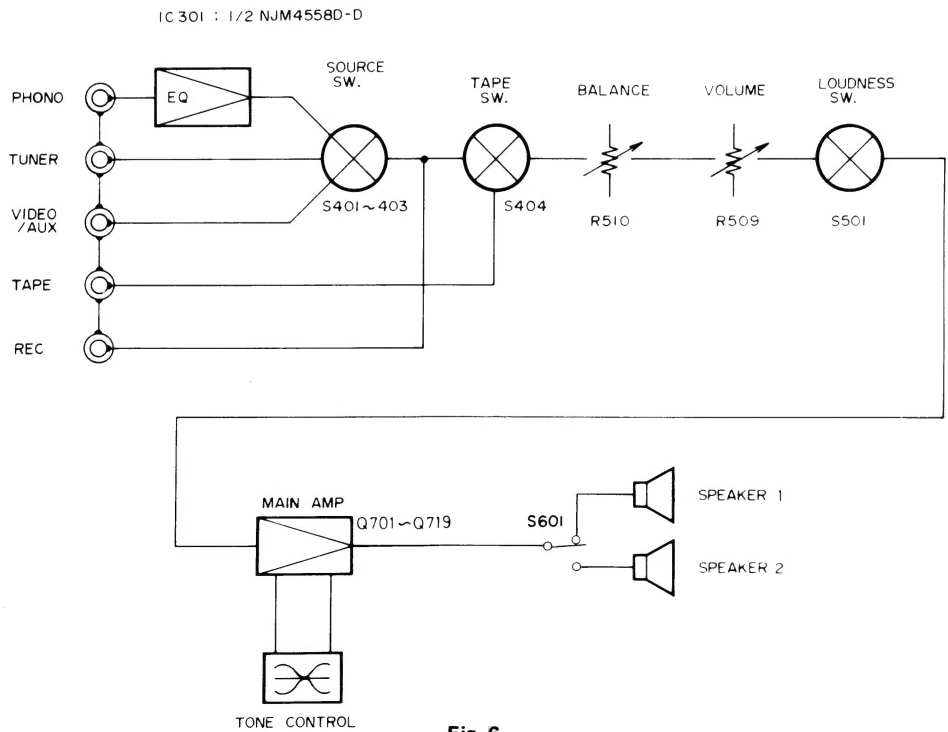 IC301 : 1/2 NJM4558D-D
PHONO
EQ
SOURCE
SW.
TAPE
SW.
BALANCE
VOLUME
LOUDNESS
SW.
TUNER
VIDEO
/AUX
S401~403
S404
R510
R509
S501
TAPE
REC
MAIN AMP
Q701~Q719
S601
SPEAKER 1
SPEAKER 2
TONE CONTROL
Fig. 6